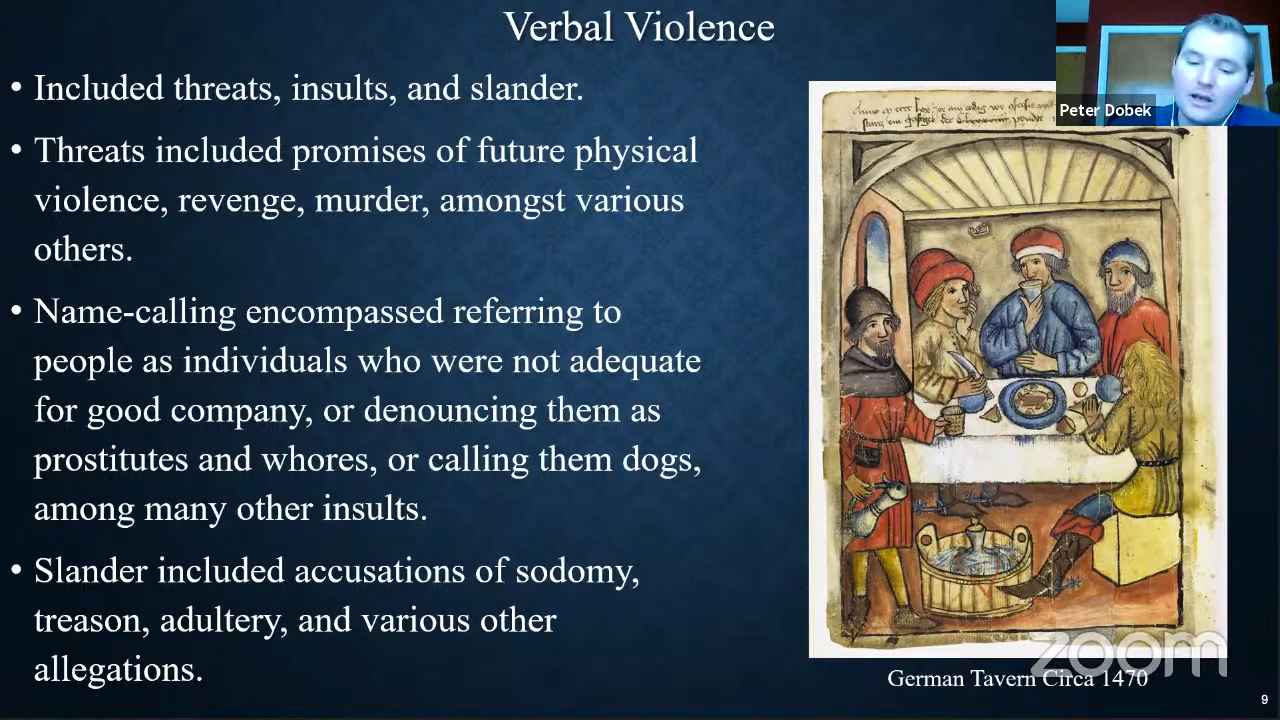 Verbal Violence
• Included threats, insults, and slander.
• Threats included promises of future physical
violence, revenge, murder, amongst various
others.
• Name-calling encompassed referring to
people as individuals who were not adequate
for good company, or denouncing them as
prostitutes and whores, or calling them dogs,
among many other insults.
• Slander included accusations of sodomy,
treason, adultery, and various other
allegations.
Peter Dobek
zoom
German Tavern Circa 1470
9